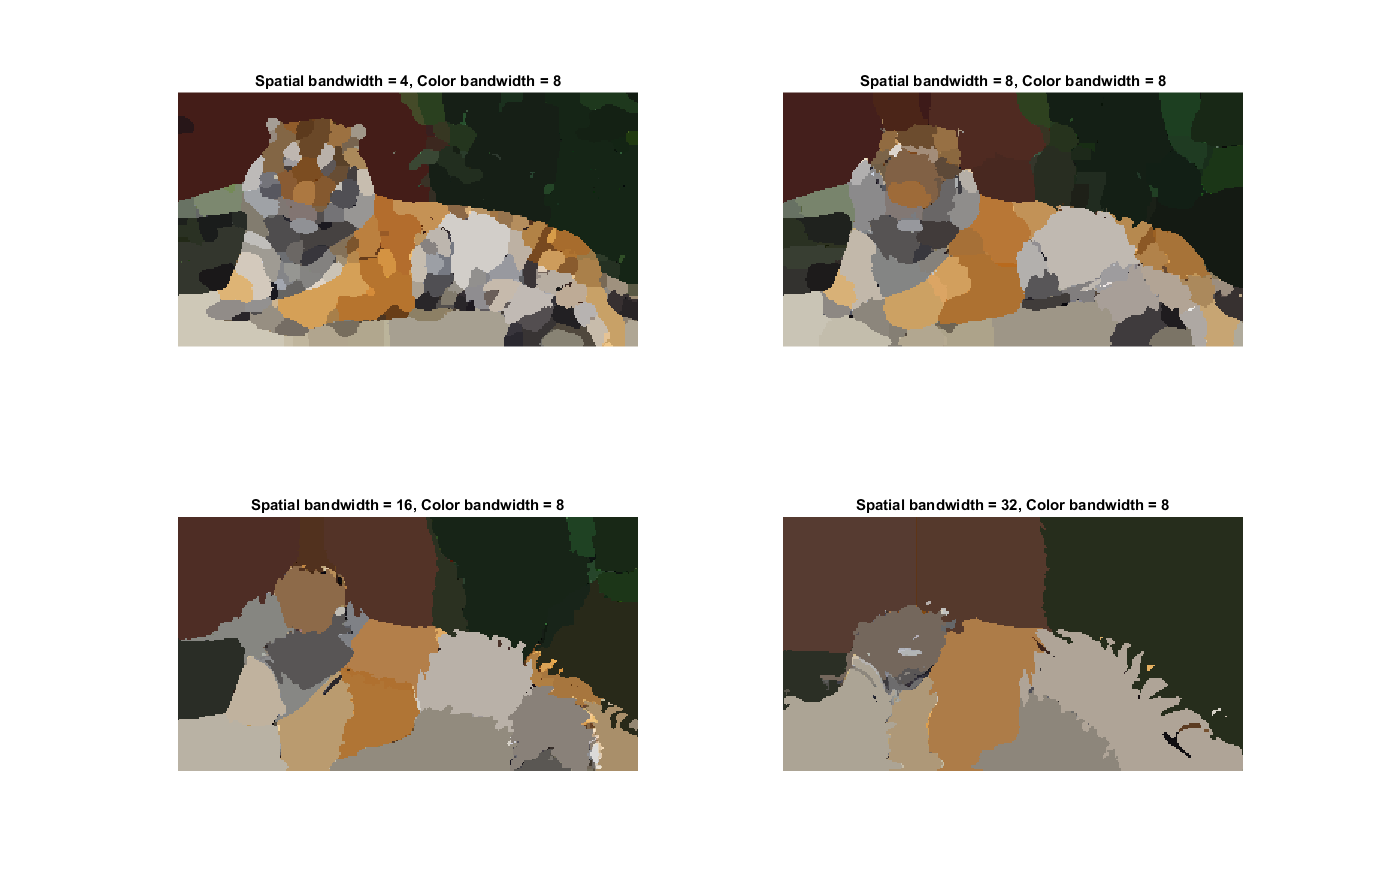 Spatial bandwidth = 4, Color bandwidth = 8
Spatial bandwidth = 8, Color bandwidth = 8
Spatial bandwidth = 16, Color bandwidth = 8
Spatial bandwidth = 32, Color bandwidth = 8